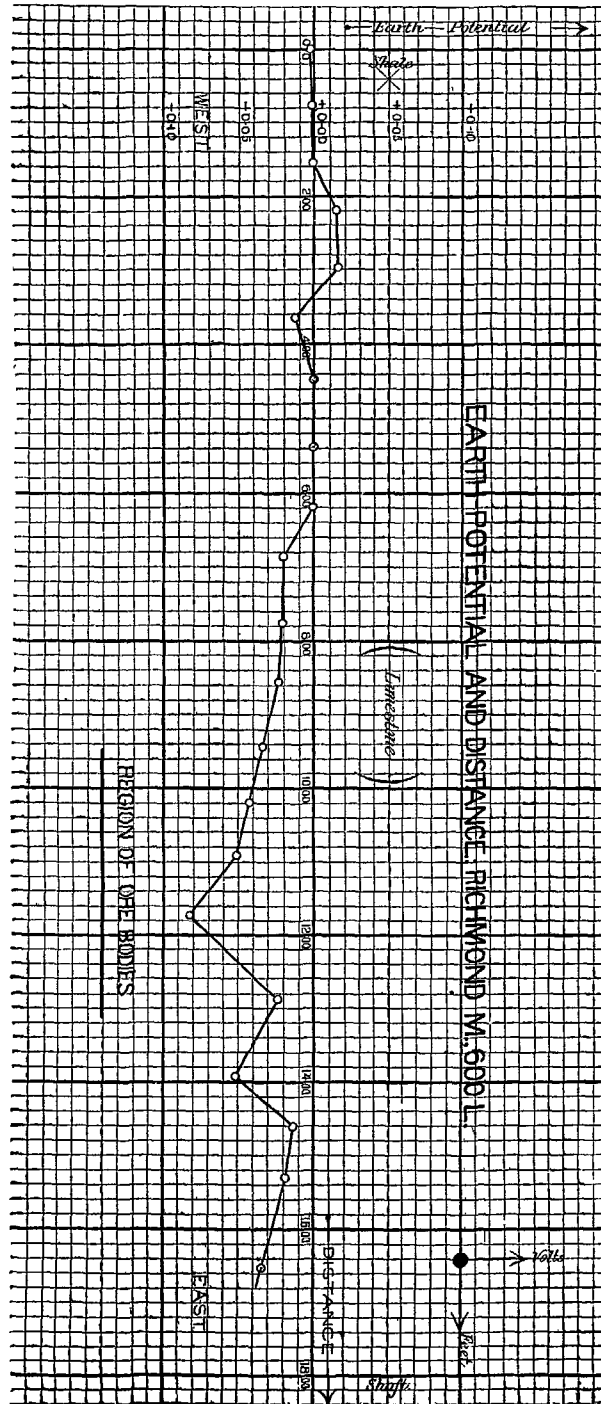 EARTH POTENTIAL AND DISTANCE, RICHMOND M., 600 L.
Earth Potential
Scale
+0·10
+0·05
±0·00
-0·05
-0·10
Volts
Feet
(Limestone)
0·0
200
400
600
800
1000
1200
1400
1600
1800
DISTANCE
Shaft
WEST
EAST
REGION OF ORE BODIES